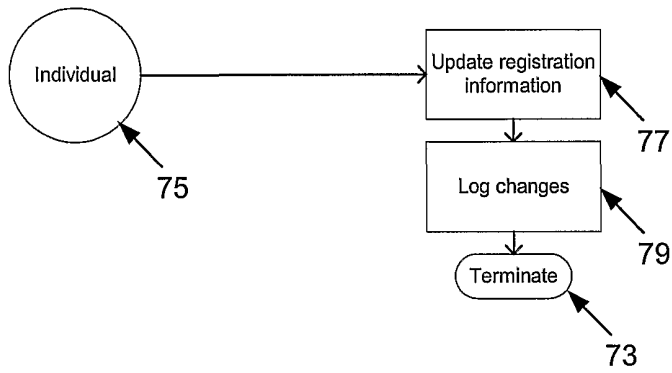 Individual
75
Update registration
information
77
Log changes
79
Terminate
73